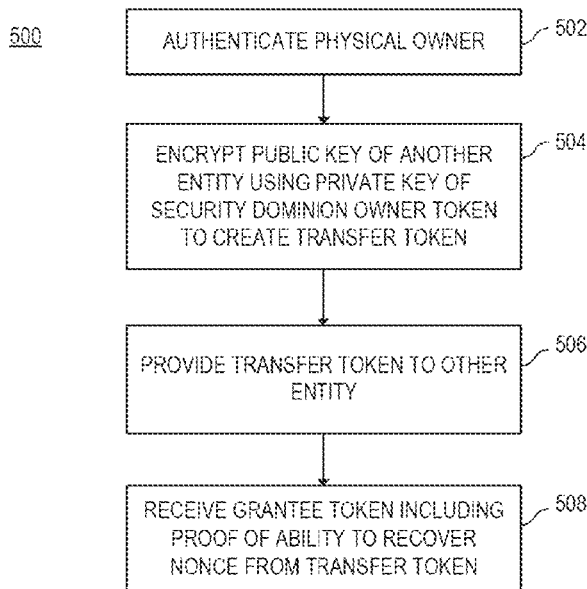 500
AUTHENTICATE PHYSICAL OWNER
502
ENCRYPT PUBLIC KEY OF ANOTHER
ENTITY USING PRIVATE KEY OF
SECURITY DOMINION OWNER TOKEN
TO CREATE TRANSFER TOKEN
504
PROVIDE TRANSFER TOKEN TO OTHER
ENTITY
506
RECEIVE GRANTEE TOKEN INCLUDING
PROOF OF ABILITY TO RECOVER
NONCE FROM TRANSFER TOKEN
508